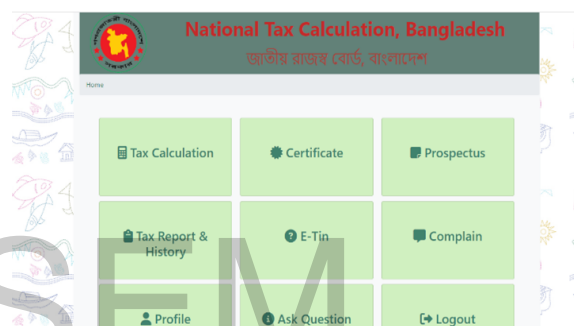 National Tax Calculation, Bangladesh
জাতীয় রাজস্ব বোর্ড, বাংলাদেশ
Home
Tax Calculation
Certificate
Prospectus
Tax Report &
History
E-Tin
Complain
Profile
Ask Question
Logout
SEM